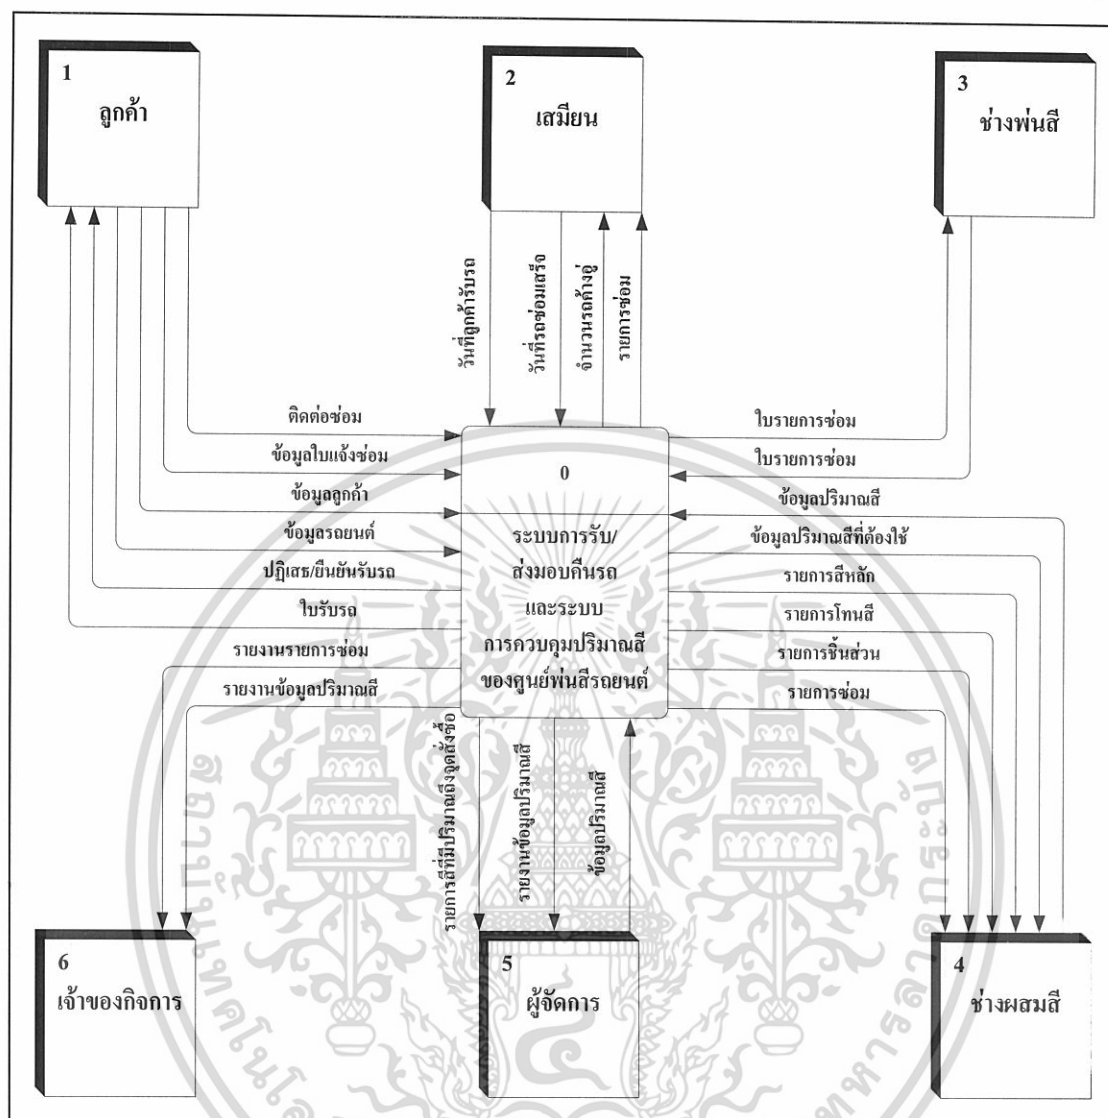 1
ลูกค้า
2
เสมียน
3
ช่างพ่นสี
วันที่ลูกค้ารับรถ
วันที่รถซ่อมเสร็จ
จำนวนรถค้างอู่
รายการซ่อม
ติดต่อซ่อม
ข้อมูลใบแจ้งซ่อม
ข้อมูลลูกค้า
ข้อมูลรถยนต์
ปฏิเสธ/ยืนยันรับรถ
ใบรับรถ
รายงานรายการซ่อม
รายงานข้อมูลปริมาณสี
0
ระบบการรับ/
ส่งมอบคืนรถ
และระบบ
การควบคุมปริมาณสี
ของศูนย์พ่นสีรถยนต์
ใบรายการซ่อม
ใบรายการซ่อม
ข้อมูลปริมาณสี
ข้อมูลปริมาณสีที่ต้องใช้
รายการสีหลัก
รายการโทนสี
รายการชิ้นส่วน
รายการซ่อม
รายการสีที่มีปริมาณถึงจุดสั่งซื้อ
รายงานข้อมูลปริมาณสี
ข้อมูลปริมาณสี
6
เจ้าของกิจการ
5
ผู้จัดการ
4
ช่างผสมสี